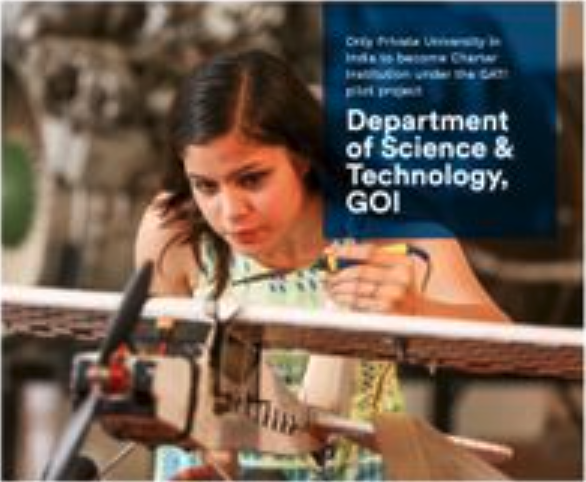 Only Private University in
India to become Charter
Institution under the GATI
pilot project
Department
of Science &
Technology,
GOI